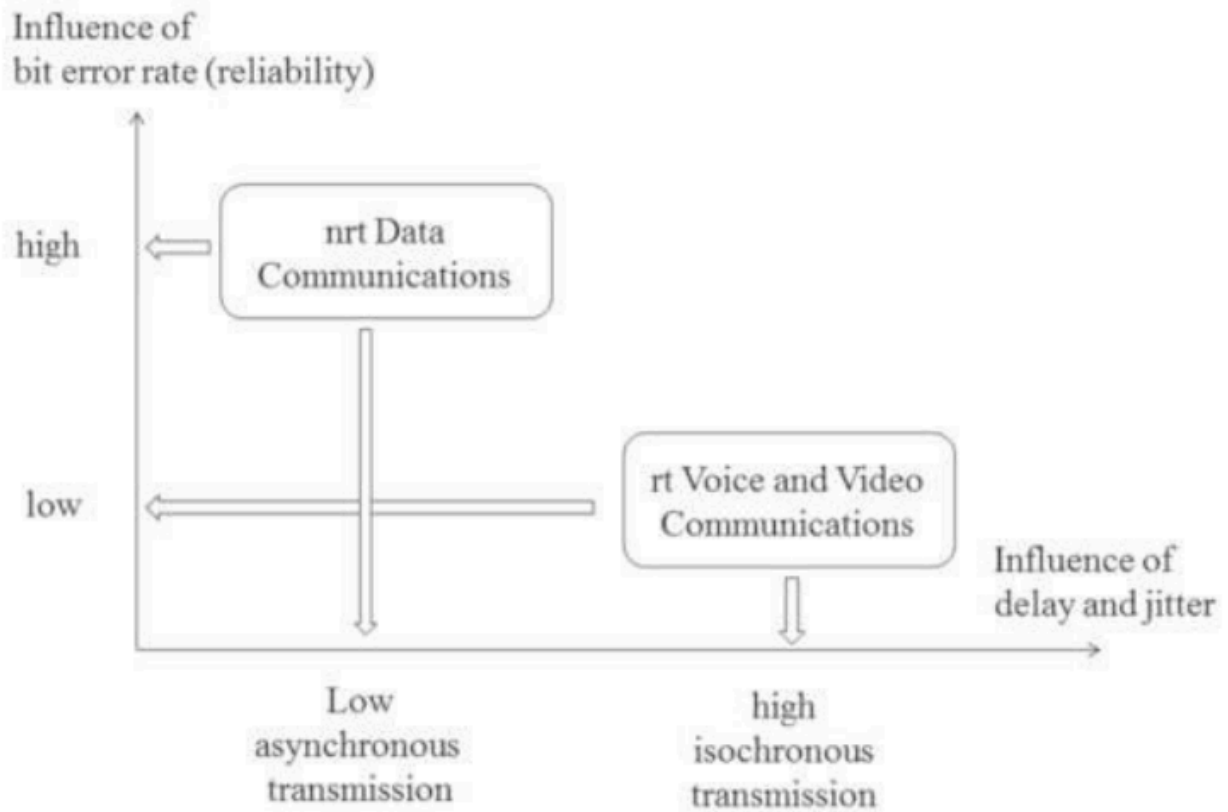 Influence of
bit error rate (reliability)
high
nrt Data
Communications
low
rt Voice and Video
Communications
Influence of
delay and jitter
Low
asynchronous
transmission
high
isochronous
transmission